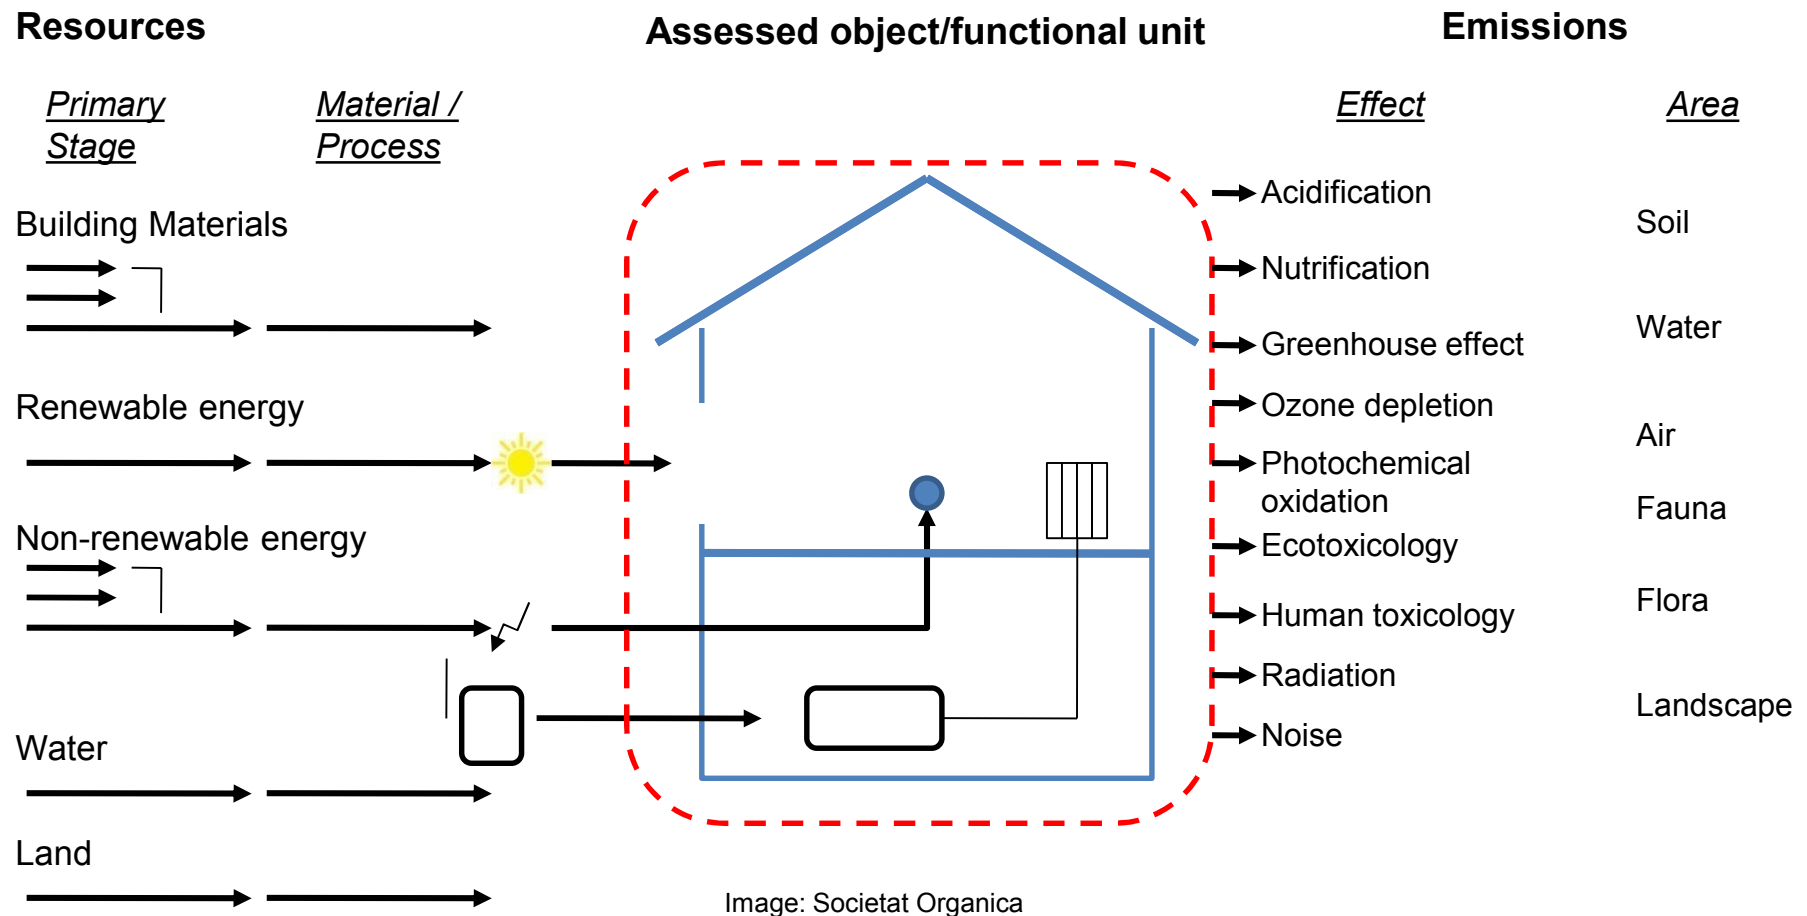 Resources
Assessed object/functional unit
Emissions
Primary
Stage
Material /
Process
Effect
Area
Building Materials
Renewable energy
Non-renewable energy
Water
Land
Acidification
Nutrification
Greenhouse effect
Ozone depletion
Photochemical
oxidation
Ecotoxicology
Human toxicology
Radiation
Noise
Soil
Water
Air
Fauna
Flora
Landscape
Image: Societat Organica